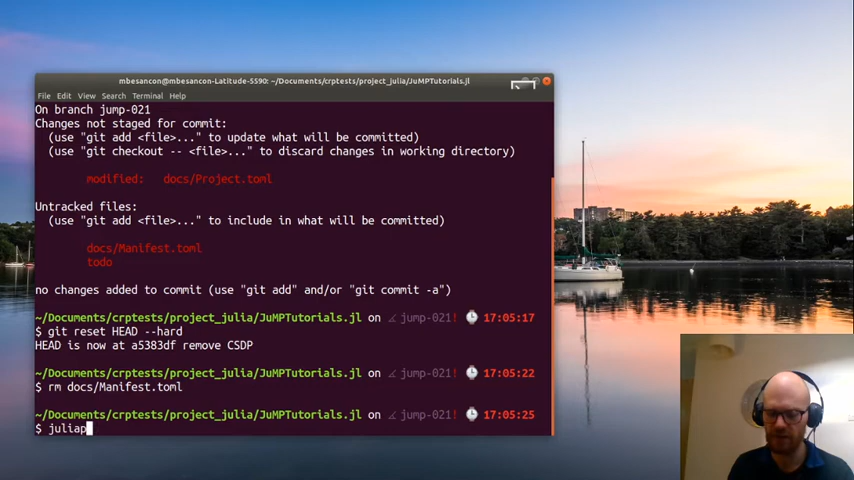 mbesancon@mbesancon-Latitude-5590: ~/Documents/crptests/project_julia/JuMPTutorials.jl
File Edit View Search Terminal Help
On branch jump-021
Changes not staged for commit:
(use "git add <file>..." to update what will be committed)
(use "git checkout -- <file>..." to discard changes in working directory)
modified: docs/Project.toml
Untracked files:
(use "git add <file>..." to include in what will be committed)
docs/Manifest.toml
todo
no changes added to commit (use "git add" and/or "git commit -a")
~/Documents/crptests/project_julia/JuMPTutorials.jl on jump-021! 17:05:17
$ git reset HEAD --hard
HEAD is now at a5383df remove CSDP
~/Documents/crptests/project_julia/JuMPTutorials.jl on jump-021! 17:05:22
$ rm docs/Manifest.toml
~/Documents/crptests/project_julia/JuMPTutorials.jl on jump-021! 17:05:25
$ juliap